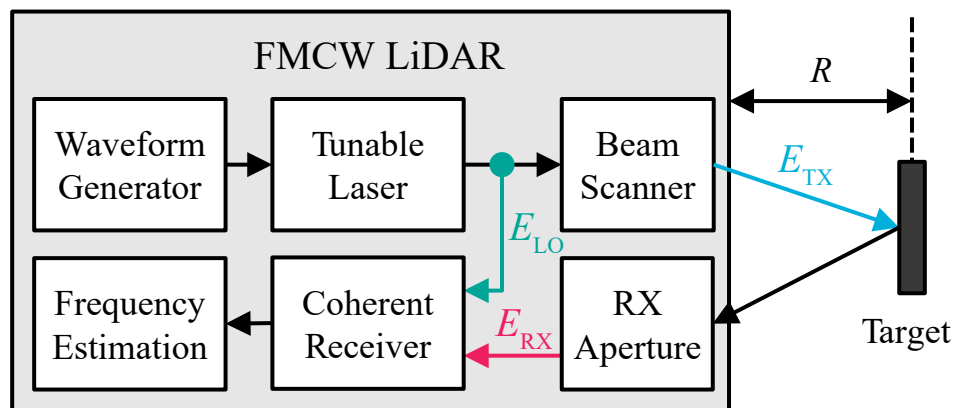 FMCW LiDAR
R
Waveform
Generator
Tunable
Laser
Beam
Scanner
E_TX
E_LO
Frequency
Estimation
Coherent
Receiver
E_RX
RX
Aperture
Target